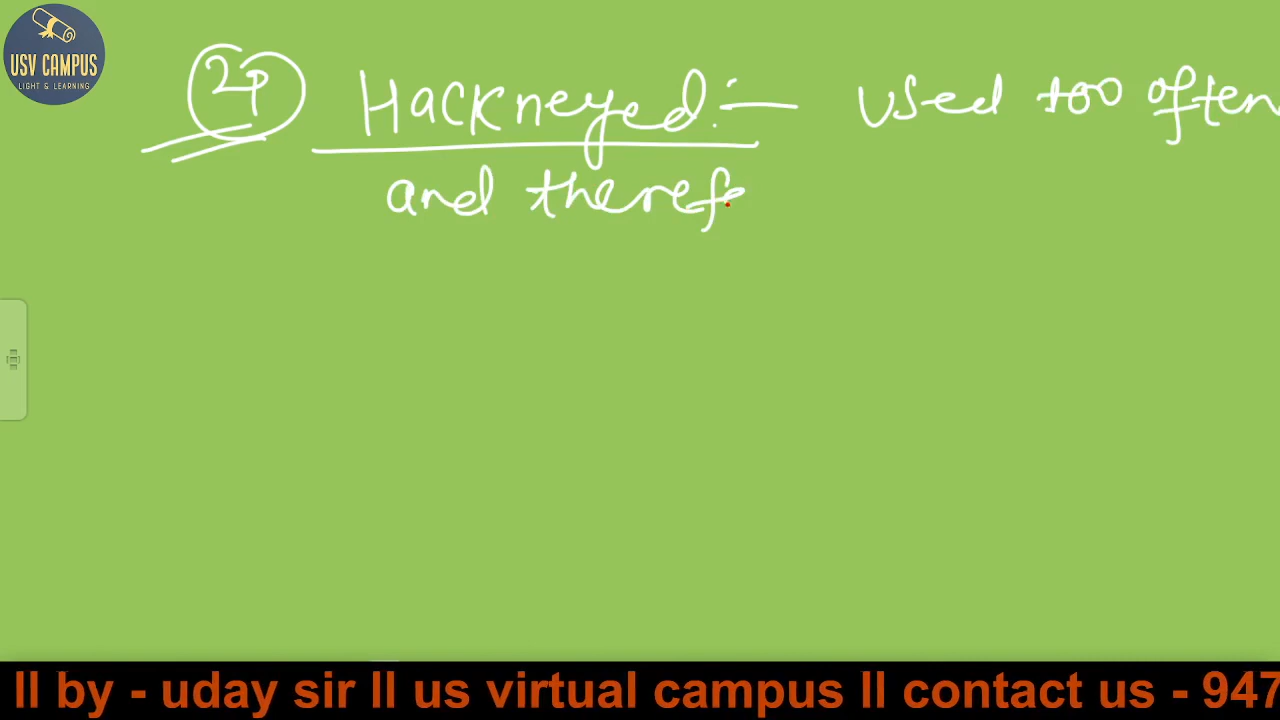 USV CAMPUS
LIGHT & LEARNING
24 Hackneyed :- used too often
and theref
ll by - uday sir ll us virtual campus ll contact us - 947